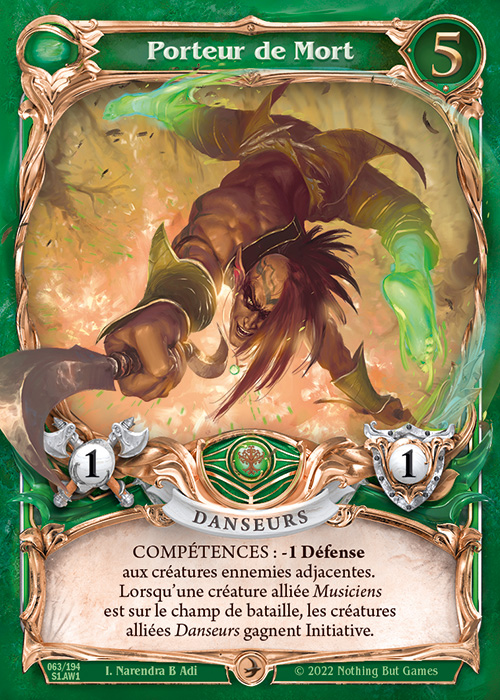 Porteur de Mort
5
1
1
DANSEURS
COMPÉTENCES : -1 Défense
aux créatures ennemies adjacentes.
Lorsqu'une créature alliée Musiciens
est sur le champ de bataille, les créatures
alliées Danseurs gagnent Initiative.
063/194
S1.AW1
I. Narendra B Adi
© 2022 Nothing But Games